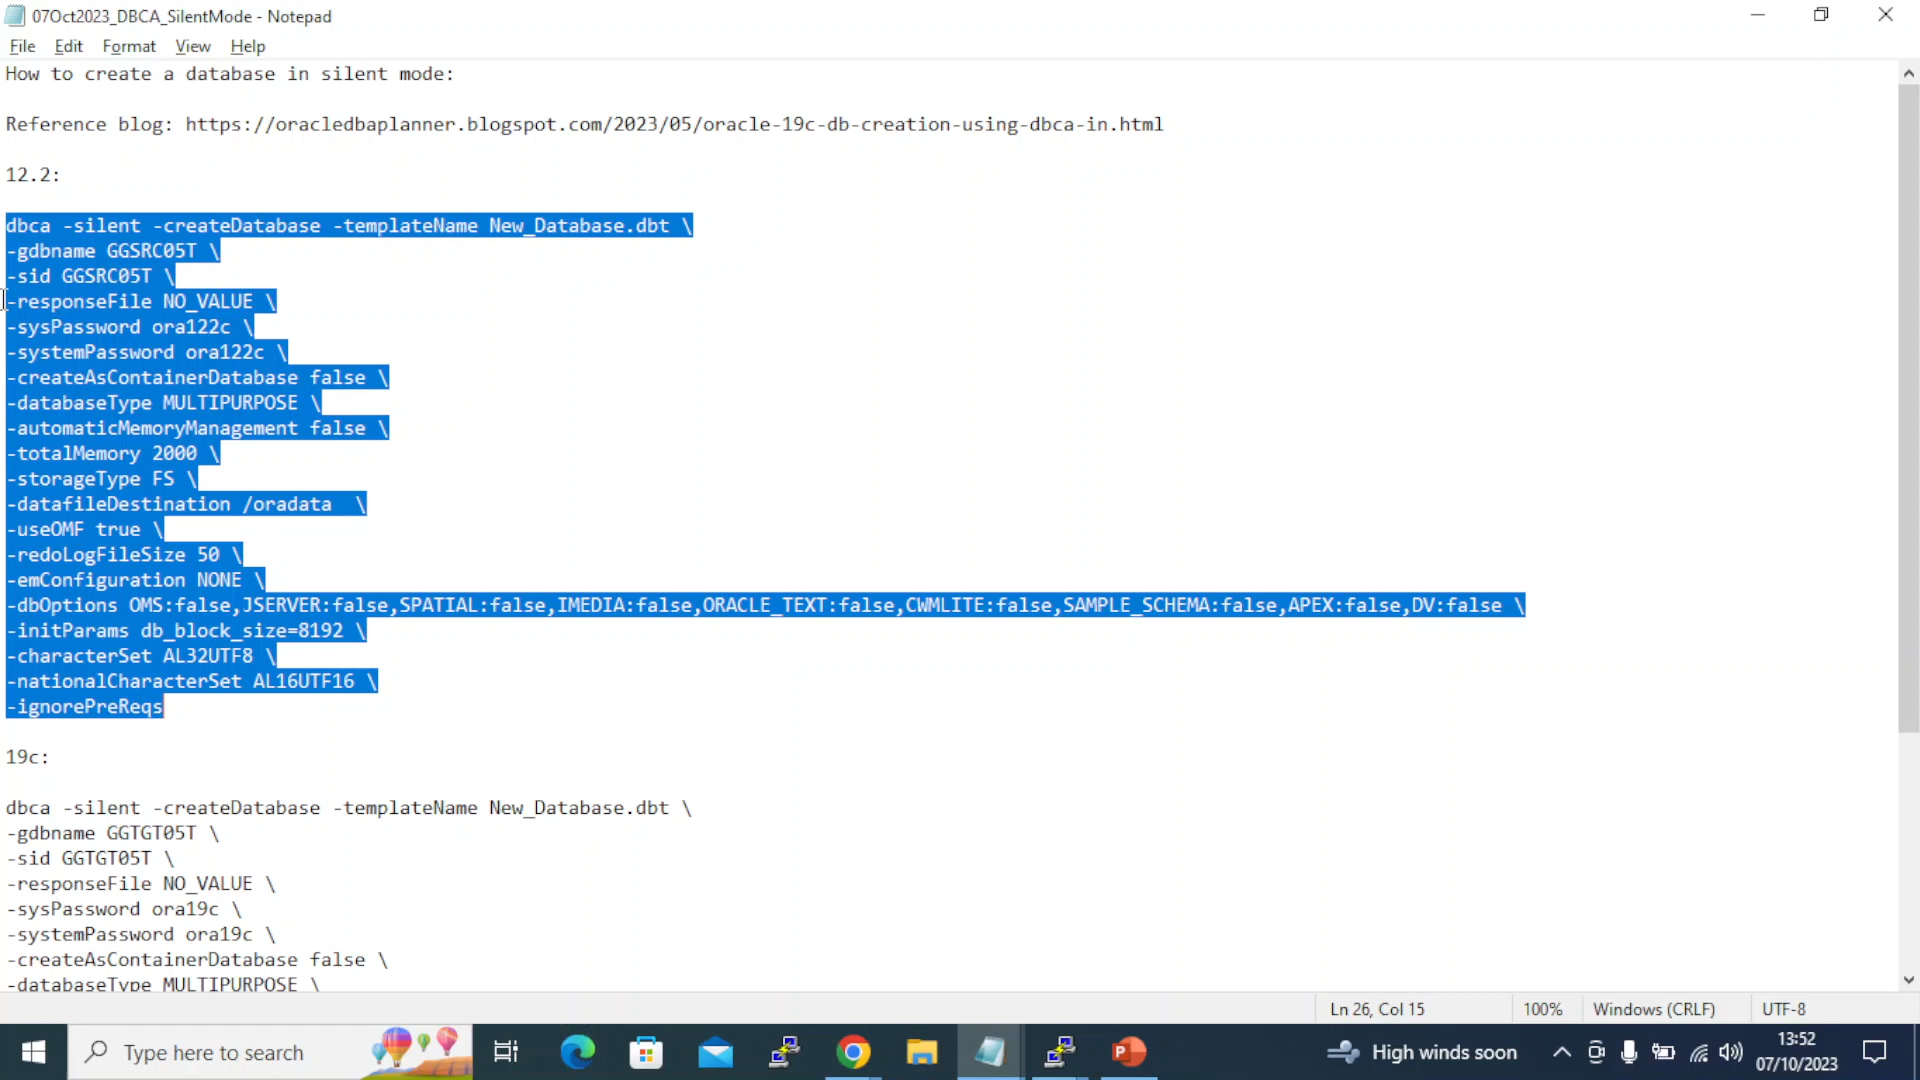 07Oct2023_DBCA_SilentMode - Notepad
File Edit Format View Help
How to create a database in silent mode:
Reference blog: https://oracledbaplanner.blogspot.com/2023/05/oracle-19c-db-creation-using-dbca-in.html
12.2:
dbca -silent -createDatabase -templateName New_Database.dbt \
-gdbname GGSRC05T \
-sid GGSRC05T \
-responseFile NO_VALUE \
-sysPassword ora122c \
-systemPassword ora122c \
-createAsContainerDatabase false \
-databaseType MULTIPURPOSE \
-automaticMemoryManagement false \
-totalMemory 2000 \
-storageType FS \
-datafileDestination /oradata  \
-useOMF true \
-redoLogFileSize 50 \
-emConfiguration NONE \
-dbOptions OMS:false,JSERVER:false,SPATIAL:false,IMEDIA:false,ORACLE_TEXT:false,CWMLITE:false,SAMPLE_SCHEMA:false,APEX:false,DV:false \
-initParams db_block_size=8192 \
-characterSet AL32UTF8 \
-nationalCharacterSet AL16UTF16 \
-ignorePreReqs
19c:
dbca -silent -createDatabase -templateName New_Database.dbt \
-gdbname GGTGT05T \
-sid GGTGT05T \
-responseFile NO_VALUE \
-sysPassword ora19c \
-systemPassword ora19c \
-createAsContainerDatabase false \
-databaseType MULTIPURPOSE \
Ln 26, Col 15 100% Windows (CRLF) UTF-8
Type here to search
High winds soon
13:52
07/10/2023